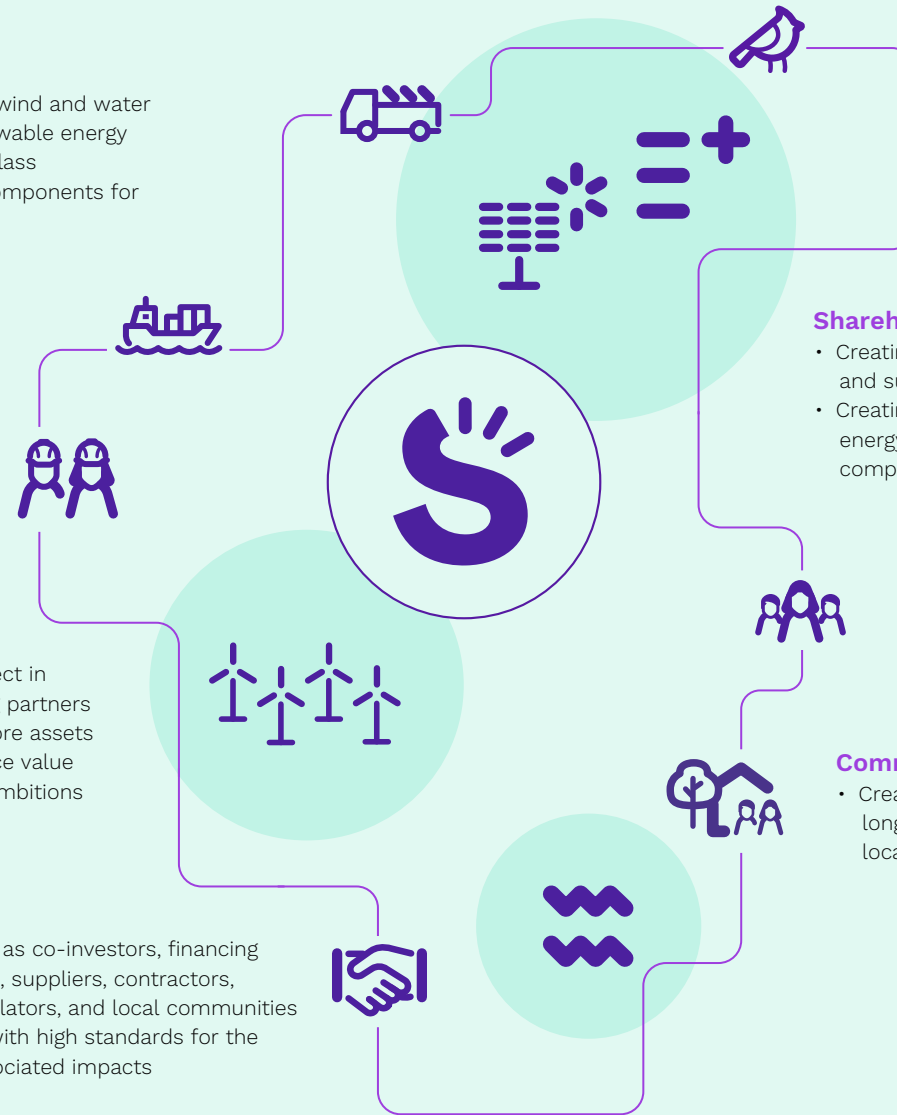 wind and water
wable energy
lass
omponents for
Shareh
• Creatin
and su
• Creatin
energy
comp
ect in
g partners
ore assets
ce value
mbitions
Comm
• Crea
long
loca
as co-investors, financing
, suppliers, contractors,
lators, and local communities
with high standards for the
ociated impacts
S